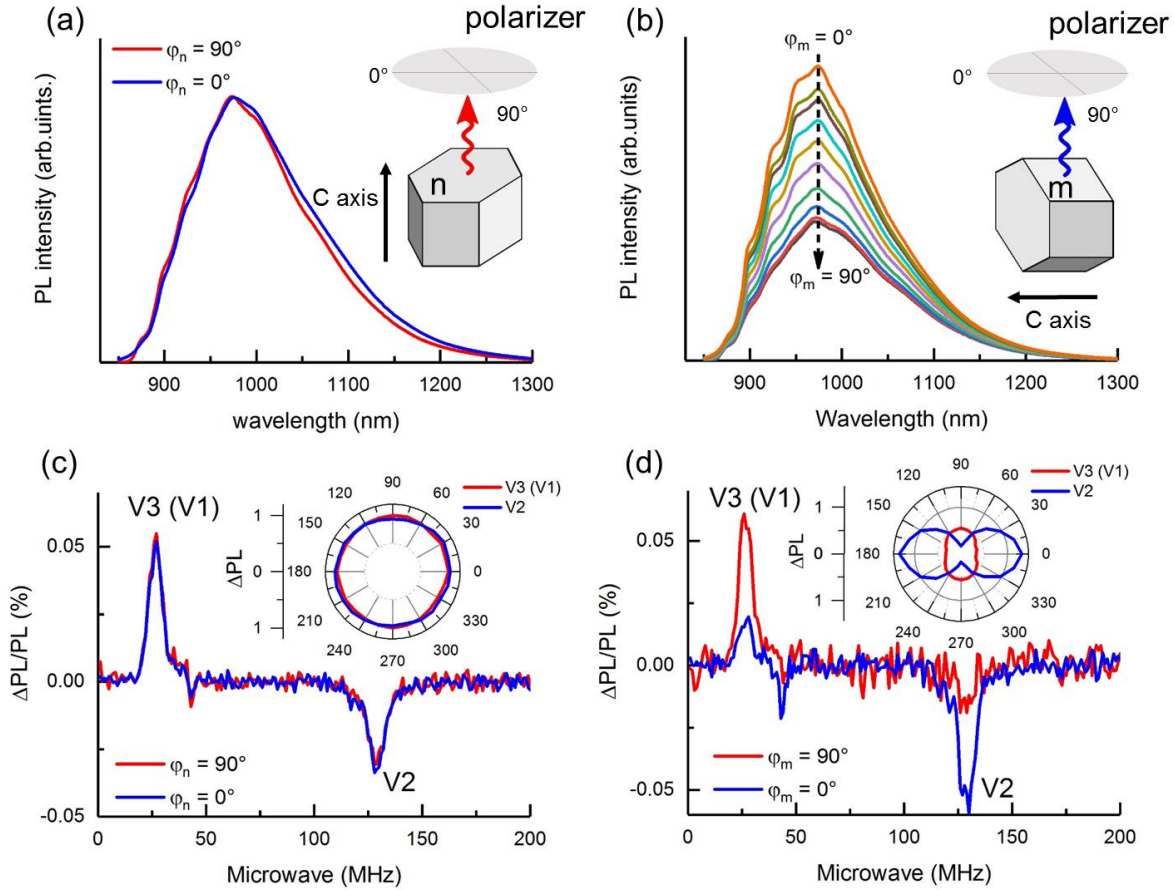 (a)
polarizer
φn = 90°
φn = 0°
0°
90°
n
C axis
PL intensity (arb.uints.)
900 1000 1100 1200 1300
wavelength (nm)
(b)
polarizer
φm = 0°
0°
90°
m
φm = 90°
C axis
PL intensity (arb.units)
900 1000 1100 1200 1300
Wavelength (nm)
(c)
V3 (V1)
V3 (V1)
V2
90
120 60
150 30
180 0
210 330
240 300
270
1
0
1
ΔPL
0.05
0.00
-0.05
ΔPL/PL (%)
φn = 90°
φn = 0°
V2
0 50 100 150 200
Microwave (MHz)
(d)
V3 (V1)
V3 (V1)
V2
90
120 60
150 30
180 0
210 330
240 300
270
1
0
1
ΔPL
0.05
0.00
-0.05
ΔPL/PL (%)
φm = 90°
φm = 0°
V2
0 50 100 150 200
Microwave (MHz)